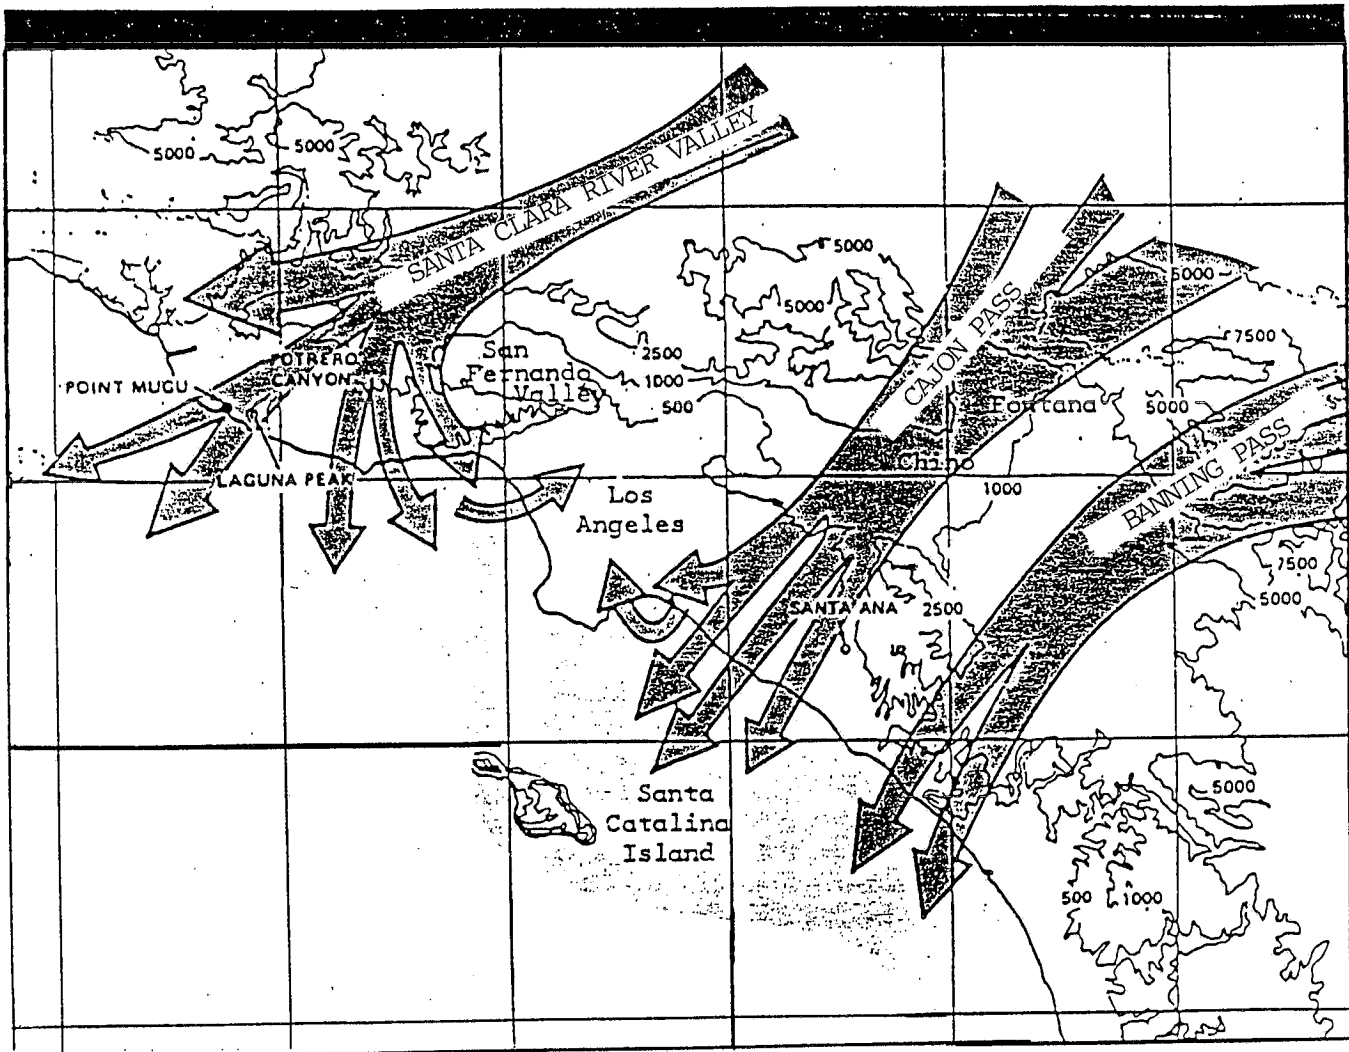 5000
5000
SANTA CLARA RIVER VALLEY
5000
5000
5000
CAJON PASS
7500
San
Fernando
Valle
2500
1000
500
POTRERO
CANYON
POINT MUGU
Fontana
5000
BANNING PASS
Chino
1000
LAGUNA PEAK
Los
Angeles
7500
5000
SANTA ANA
2500
Santa
Catalina
Island
5000
500
1000